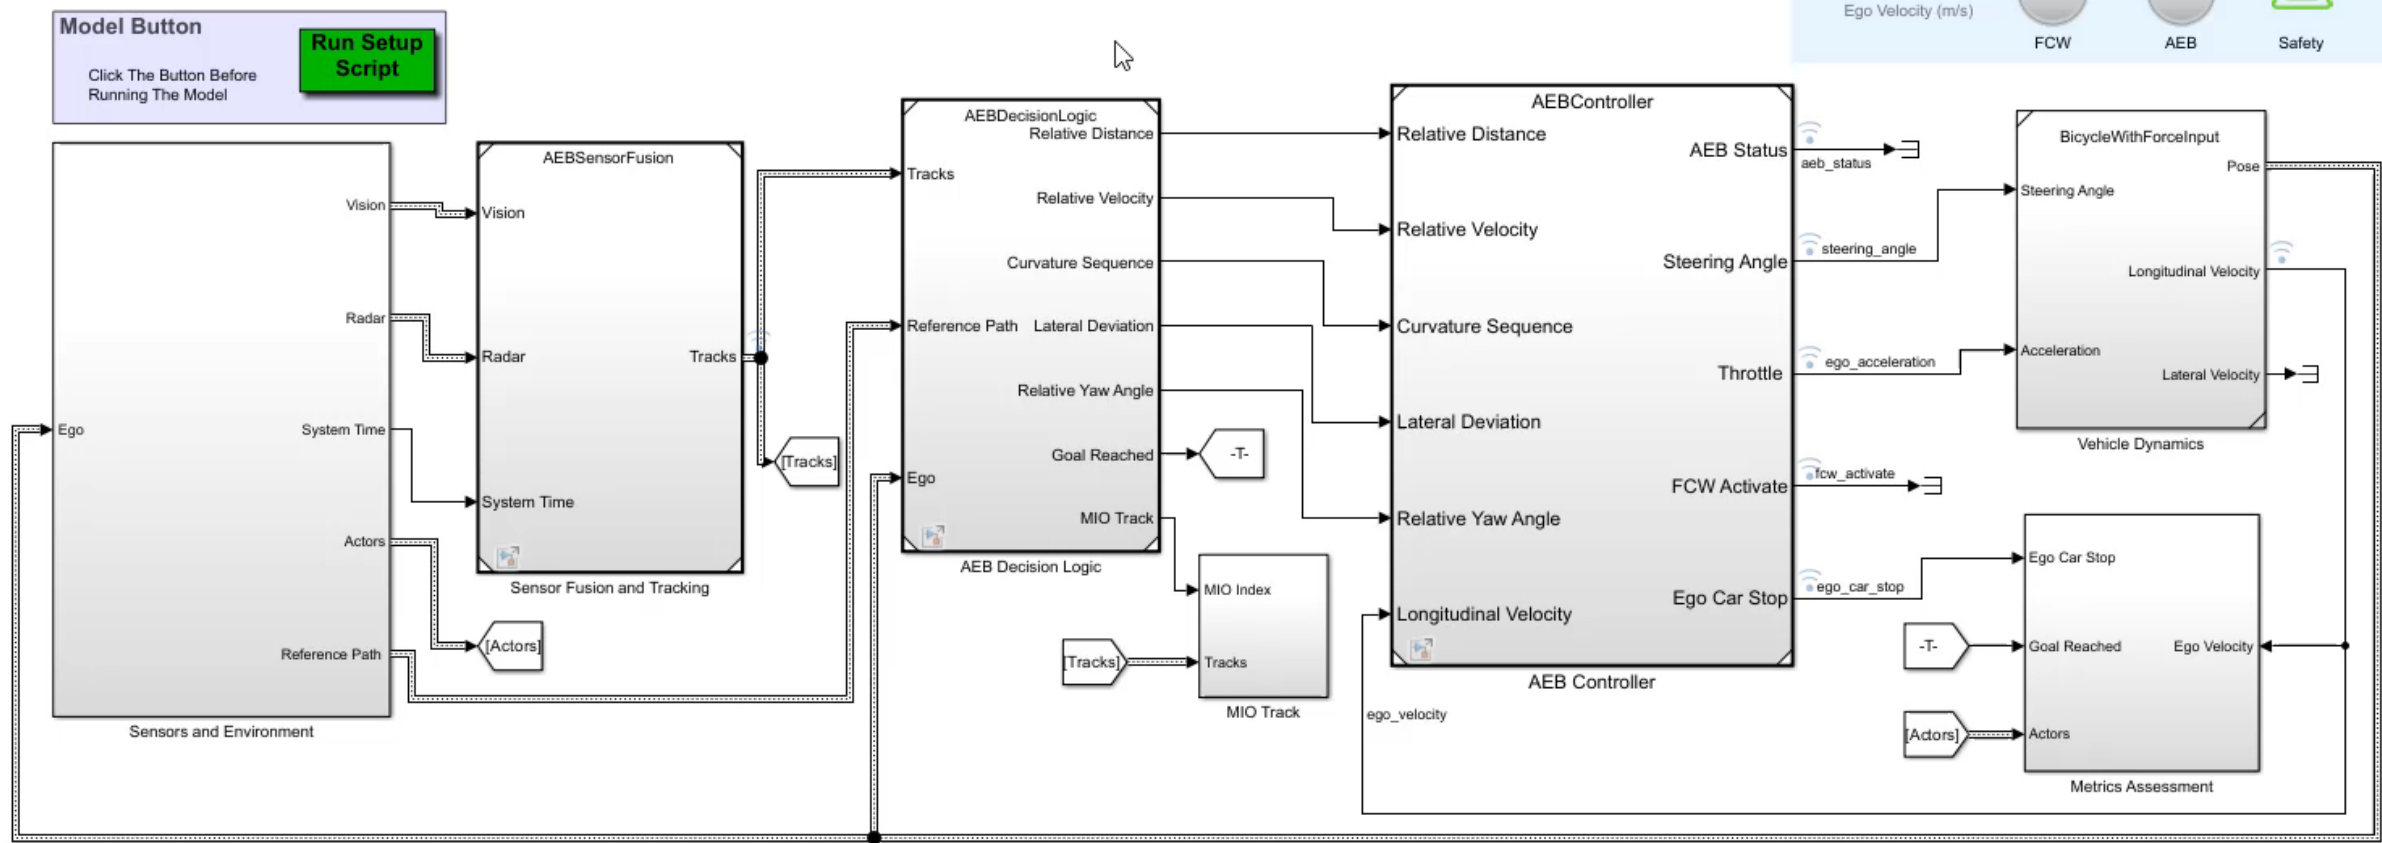 Model Button
Run Setup
Script
Click The Button Before
Running The Model
Ego Velocity (m/s)
FCW
AEB
Safety
Ego
Vision
Radar
System Time
Actors
Reference Path
Sensors and Environment
AEBSensorFusion
Vision
Radar
System Time
Tracks
Sensor Fusion and Tracking
[Tracks]
[Actors]
AEBDecisionLogic
Tracks
Reference Path
Ego
Relative Distance
Relative Velocity
Curvature Sequence
Lateral Deviation
Relative Yaw Angle
Goal Reached
MIO Track
AEB Decision Logic
-T-
[Tracks]
MIO Index
Tracks
MIO Track
AEBController
Relative Distance
Relative Velocity
Curvature Sequence
Lateral Deviation
Relative Yaw Angle
Longitudinal Velocity
AEB Status
Steering Angle
Throttle
FCW Activate
Ego Car Stop
AEB Controller
ego_velocity
aeb_status
steering_angle
ego_acceleration
fcw_activate
ego_car_stop
BicycleWithForceInput
Steering Angle
Acceleration
Pose
Longitudinal Velocity
Lateral Velocity
Vehicle Dynamics
-T-
[Actors]
Ego Car Stop
Goal Reached
Actors
Ego Velocity
Metrics Assessment